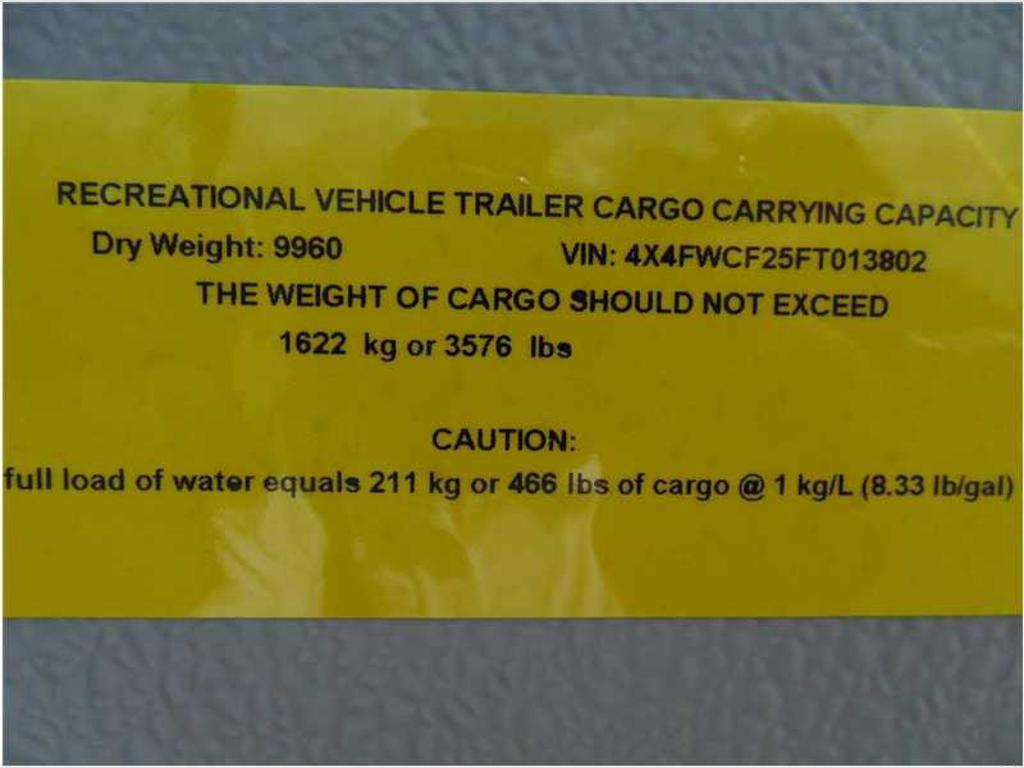 RECREATIONAL VEHICLE TRAILER CARGO CARRYING CAPACITY
Dry Weight: 9960 VIN: 4X4FWCF25FT013802
THE WEIGHT OF CARGO SHOULD NOT EXCEED
1622 kg or 3576 lbs
CAUTION:
full load of water equals 211 kg or 466 lbs of cargo @ 1 kg/L (8.33 lb/gal)